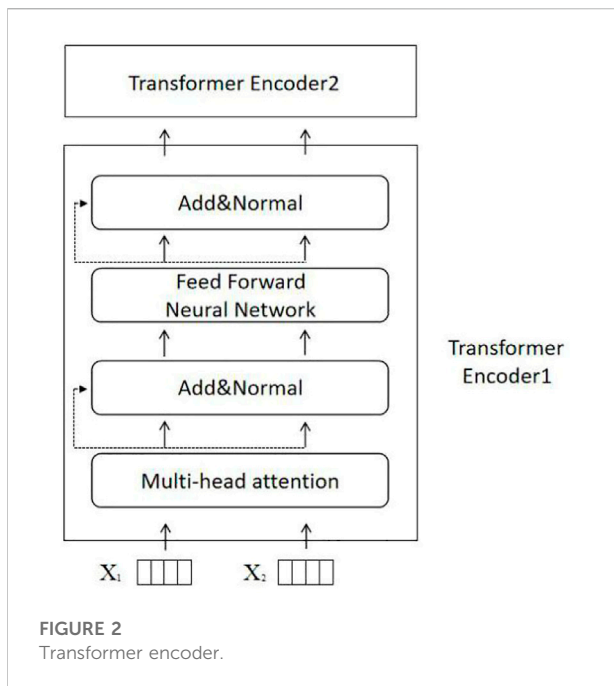 Transformer Encoder2
Add&Normal
Feed Forward
Neural Network
Add&Normal
Transformer
Encoder1
Multi-head attention
X₁ X₂
FIGURE 2
Transformer encoder.